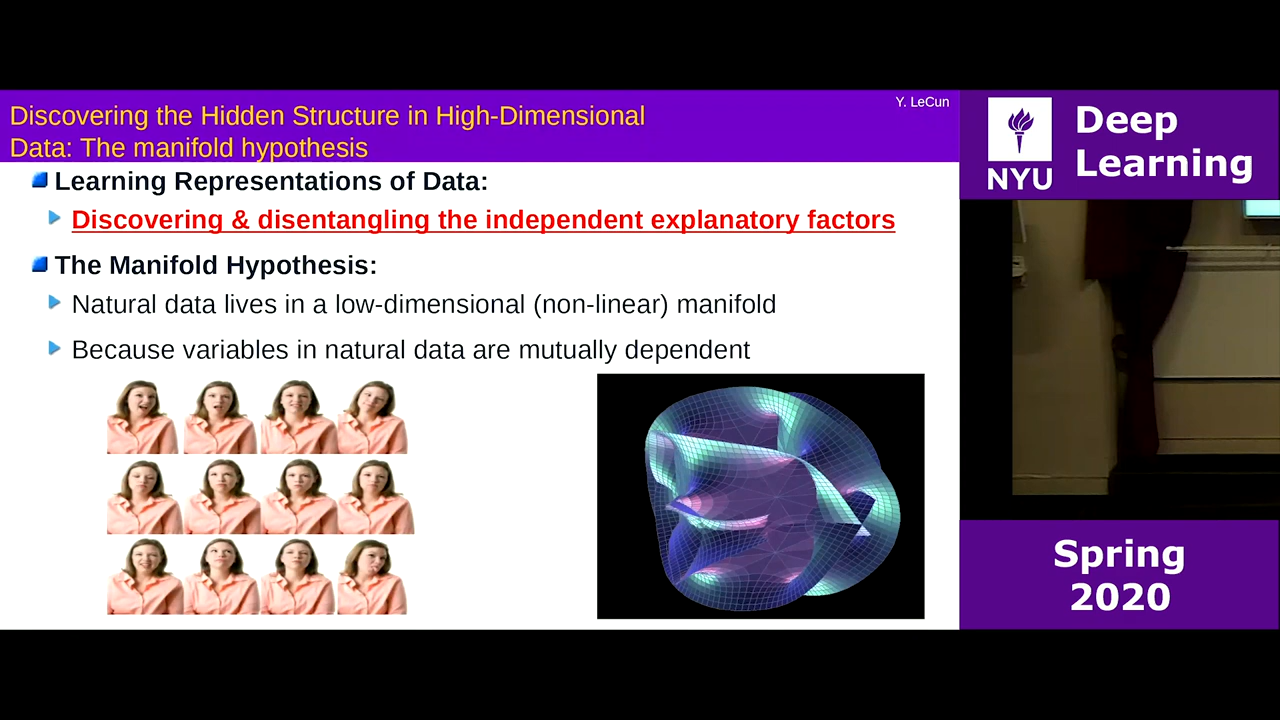 Discovering the Hidden Structure in High-Dimensional
Data: The manifold hypothesis
Y. LeCun
Learning Representations of Data:
Discovering & disentangling the independent explanatory factors
The Manifold Hypothesis:
Natural data lives in a low-dimensional (non-linear) manifold
Because variables in natural data are mutually dependent
NYU
Deep
Learning
Spring
2020